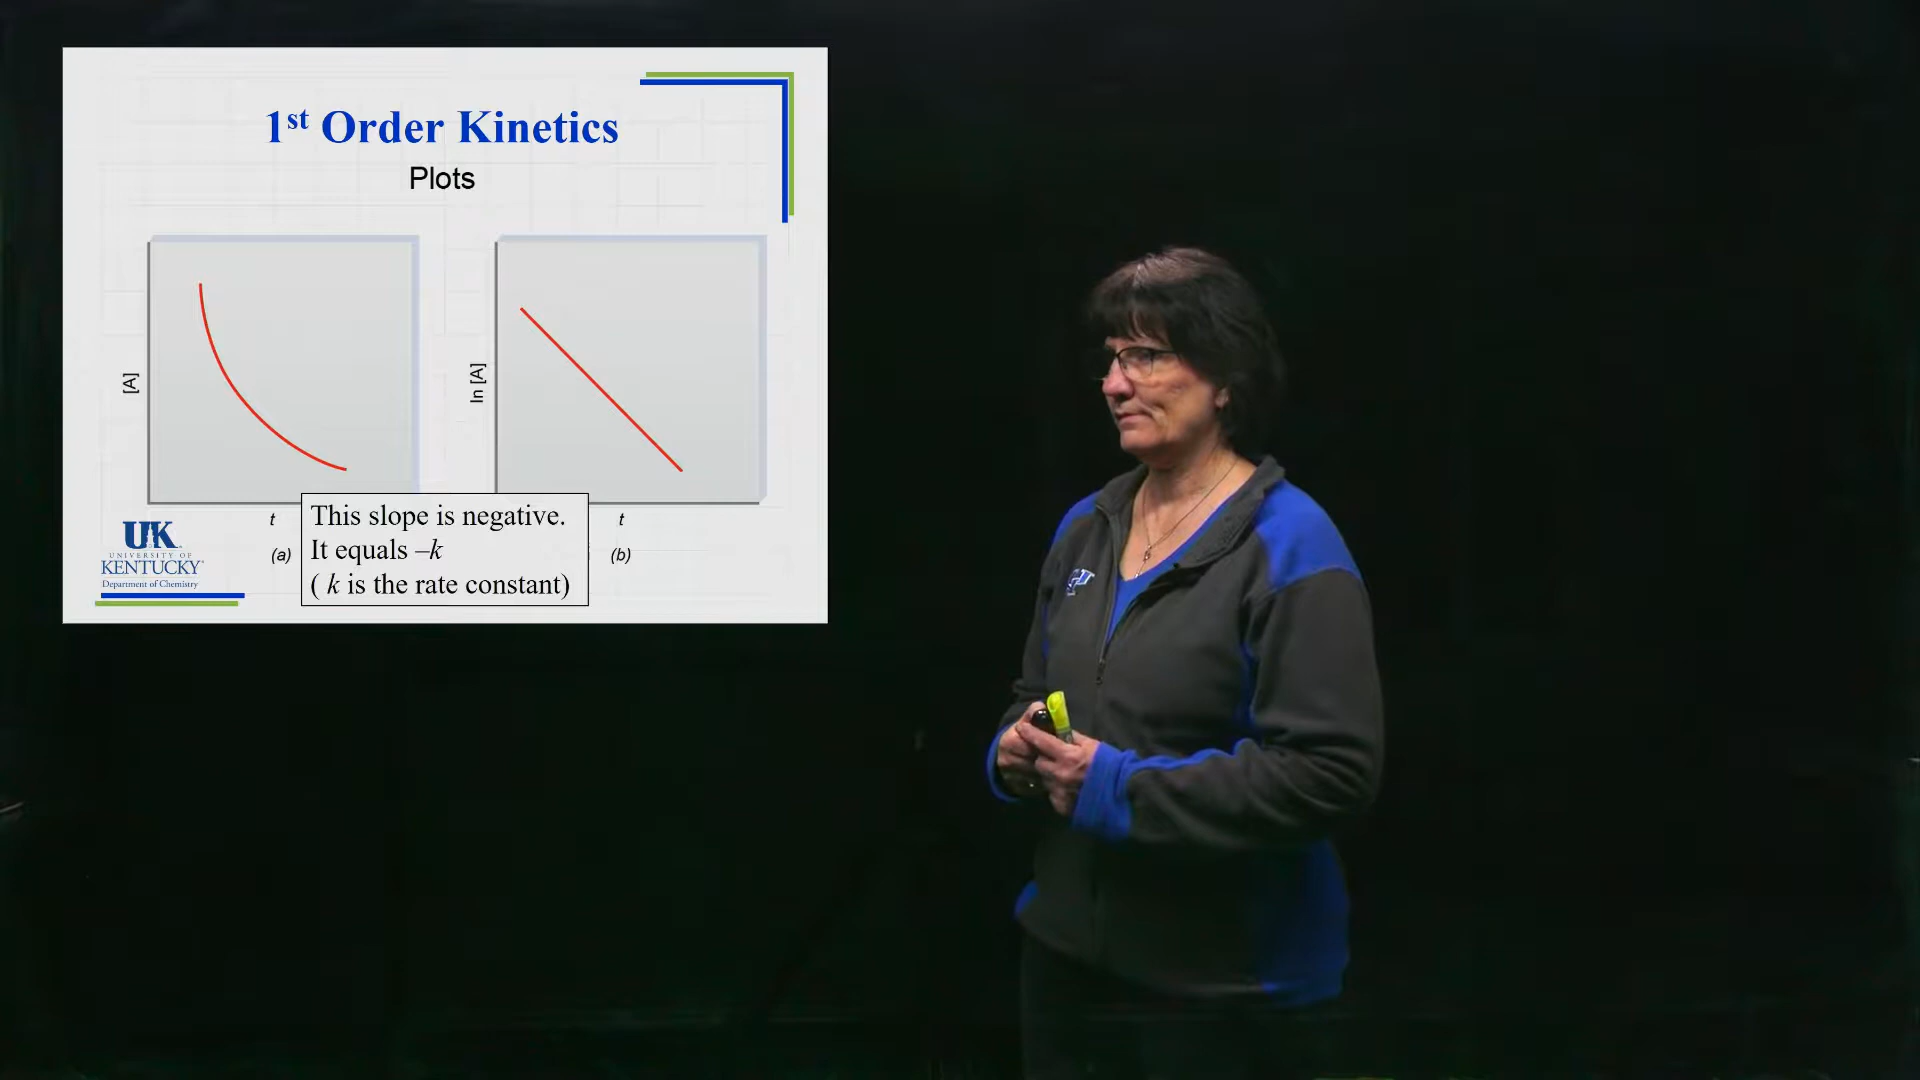 1st Order Kinetics
Plots
[A]
t
(a)
ln [A]
t
(b)
This slope is negative.
It equals –k
( k is the rate constant)
UK
UNIVERSITY OF
KENTUCKY
Department of Chemistry
UK